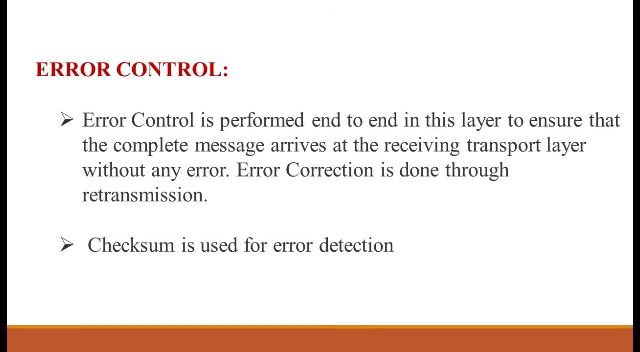 ERROR CONTROL:
➢ Error Control is performed end to end in this layer to ensure that
the complete message arrives at the receiving transport layer
without any error. Error Correction is done through
retransmission.
➢ Checksum is used for error detection